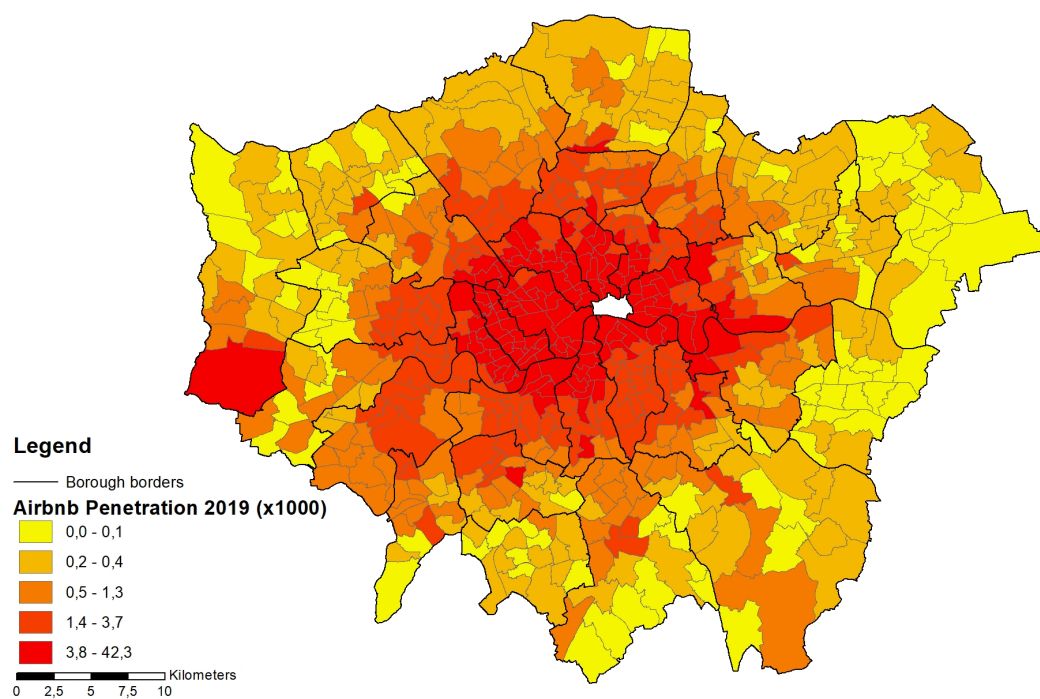 Legend
Borough borders
Airbnb Penetration 2019 (x1000)
0,0 - 0,1
0,2 - 0,4
0,5 - 1,3
1,4 - 3,7
3,8 - 42,3
Kilometers
0 2,5 5 7,5 10